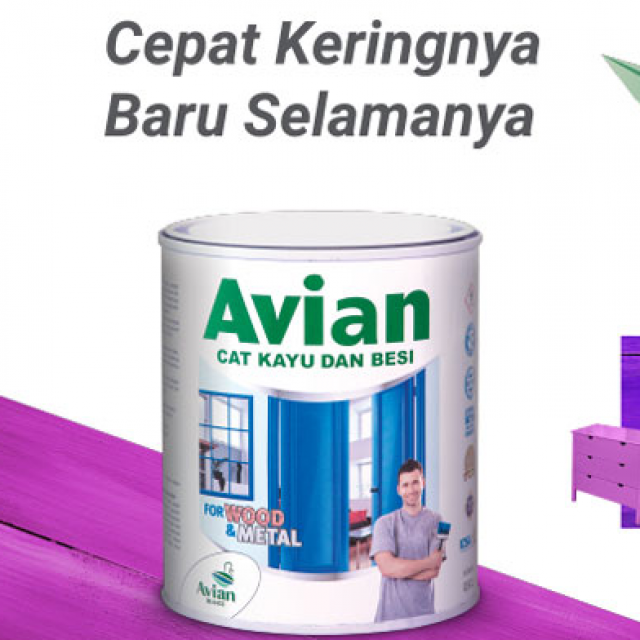 Cepat Keringnya
Baru Selamanya
Avian
CAT KAYU DAN BESI
FOR WOOD
& METAL
Avian